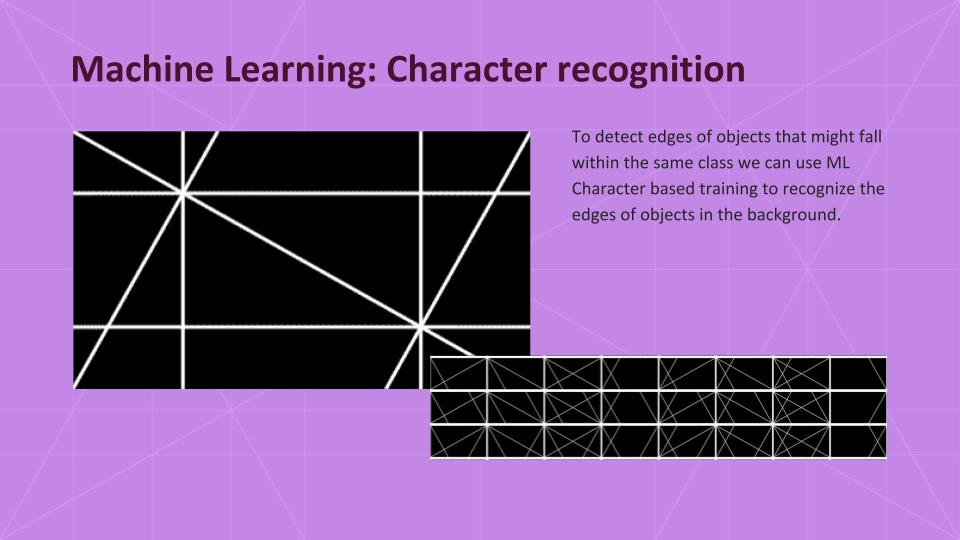 Machine Learning: Character recognition
To detect edges of objects that might fall
within the same class we can use ML
Character based training to recognize the
edges of objects in the background.